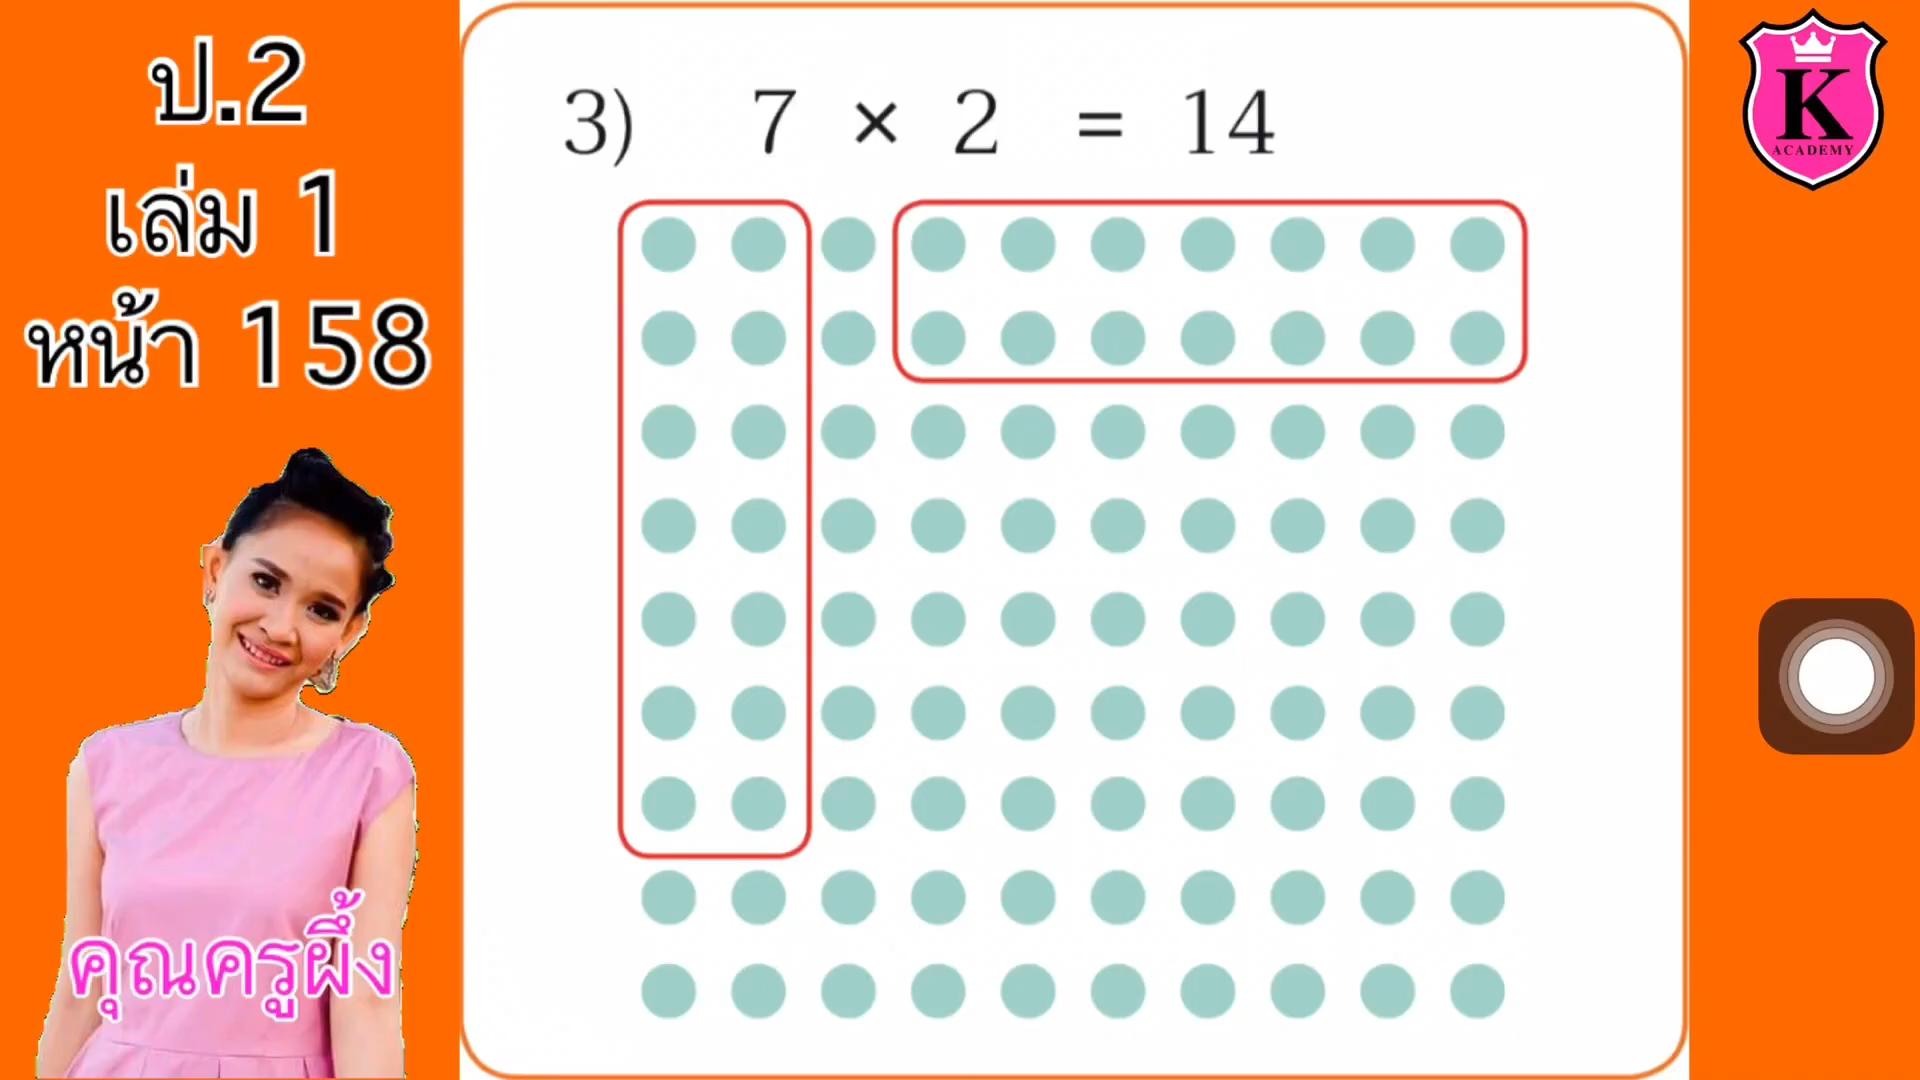 ป.2
เล่ม 1
หน้า 158
คุณครูผึ้ง
3) 7 × 2 = 14
K
ACADEMY